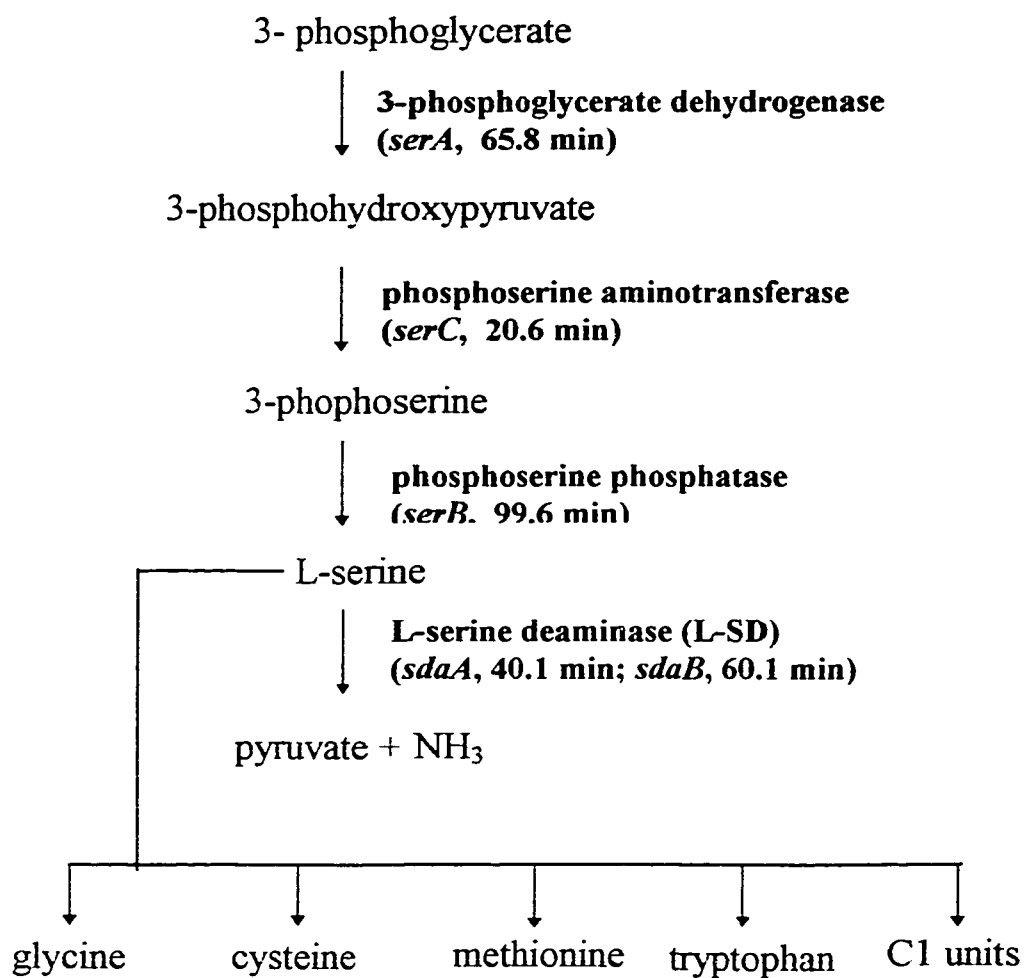 3- phosphoglycerate
3-phosphoglycerate dehydrogenase
(serA, 65.8 min)
3-phosphohydroxypyruvate
phosphoserine aminotransferase
(serC, 20.6 min)
3-phophoserine
phosphoserine phosphatase
(serB, 99.6 min)
L-serine
L-serine deaminase (L-SD)
(sdaA, 40.1 min; sdaB, 60.1 min)
pyruvate + NH₃
glycine cysteine methionine tryptophan C1 units